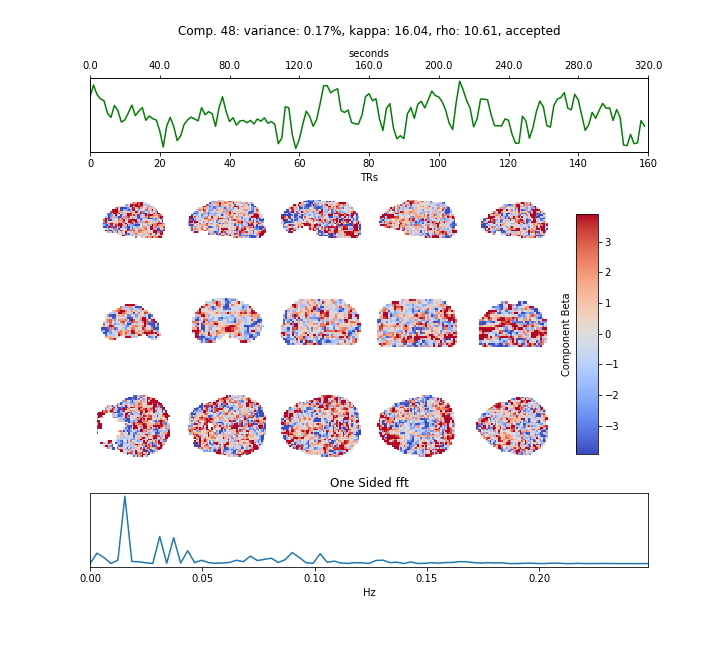 Comp. 48: variance: 0.17%, kappa: 16.04, rho: 10.61, accepted
seconds
0.0 40.0 80.0 120.0 160.0 200.0 240.0 280.0 320.0
0 20 40 60 80 100 120 140 160
TRs
3
2
1
0
−1
−2
−3
Component Beta
One Sided fft
0.00 0.05 0.10 0.15 0.20
Hz